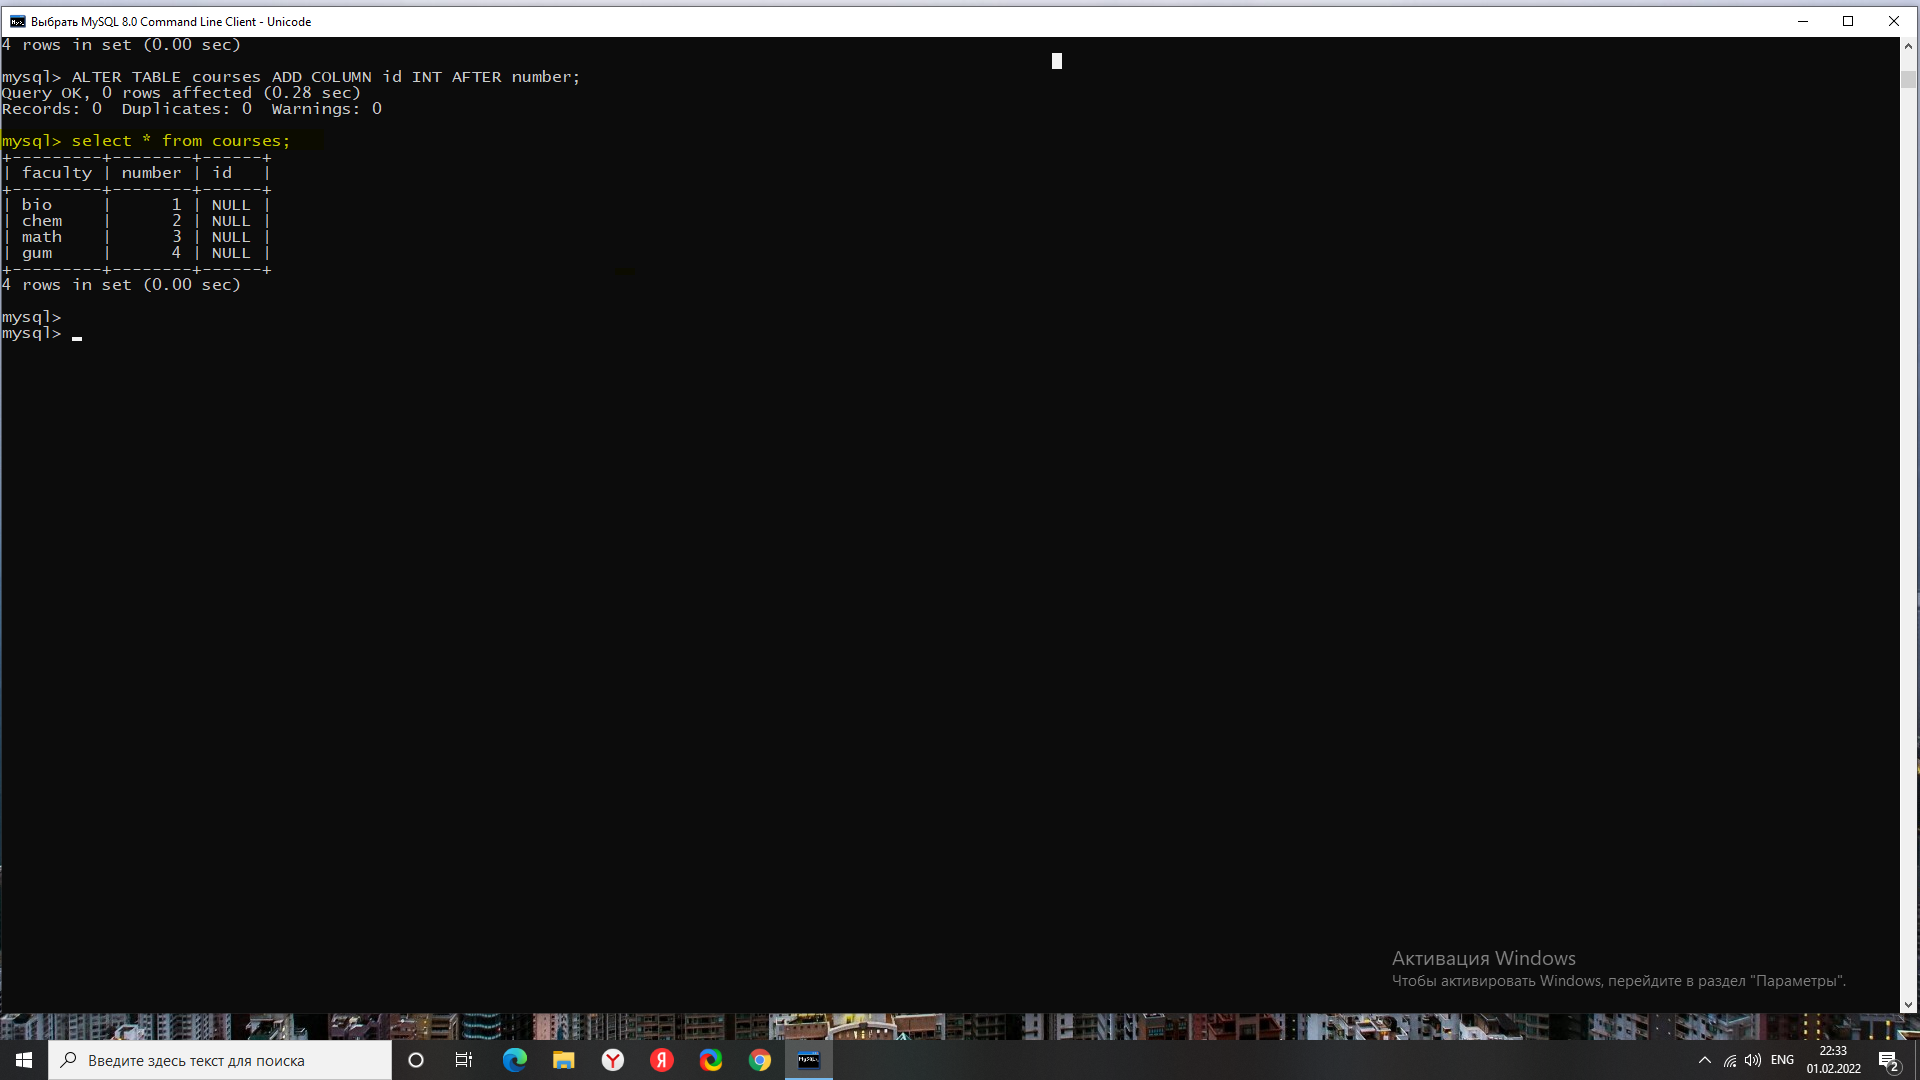 Выбрать MySQL 8.0 Command Line Client - Unicode
4 rows in set (0.00 sec)
mysql> ALTER TABLE courses ADD COLUMN id INT AFTER number;
Query OK, 0 rows affected (0.28 sec)
Records: 0  Duplicates: 0  Warnings: 0
mysql> select * from courses;
+---------+--------+------+
| faculty | number | id   |
+---------+--------+------+
| bio     |      1 | NULL |
| chem    |      2 | NULL |
| math    |      3 | NULL |
| gum     |      4 | NULL |
+---------+--------+------+
4 rows in set (0.00 sec)
mysql>
mysql> _
Активация Windows
Чтобы активировать Windows, перейдите в раздел "Параметры".
Введите здесь текст для поиска
ENG
22:33
01.02.2022
2